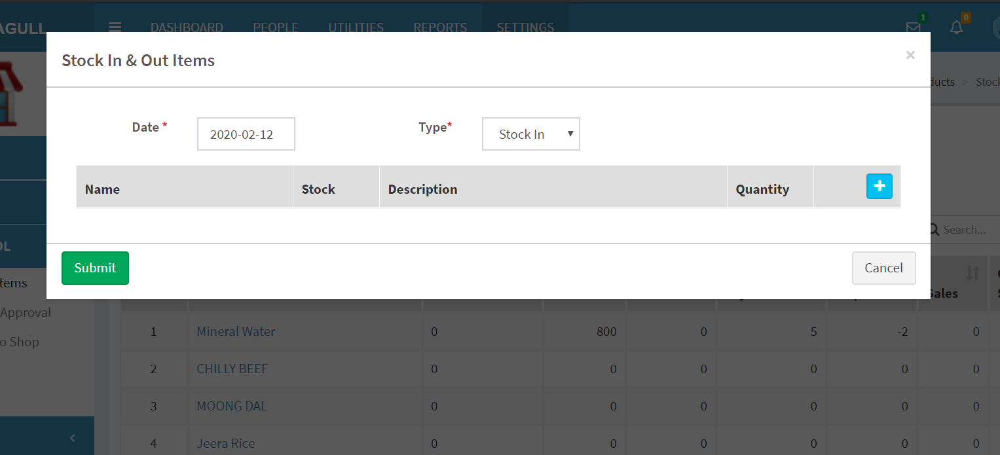 AGULL DASHBOARD PEOPLE UTILITIES REPORTS SETTINGS 1 0
Stock In & Out Items ×
ducts > Stock
Date * 2020-02-12 Type* Stock In
Name Stock Description Quantity
Search...
OL
Submit Cancel
tems
Sales
Approval
o Shop
1 Mineral Water 0 800 0 5 -2 0
2 CHILLY BEEF 0 0 0 0 0 0
3 MOONG DAL 0 0 0 0 0 0
4 Jeera Rice 0 0 0 0 0 0